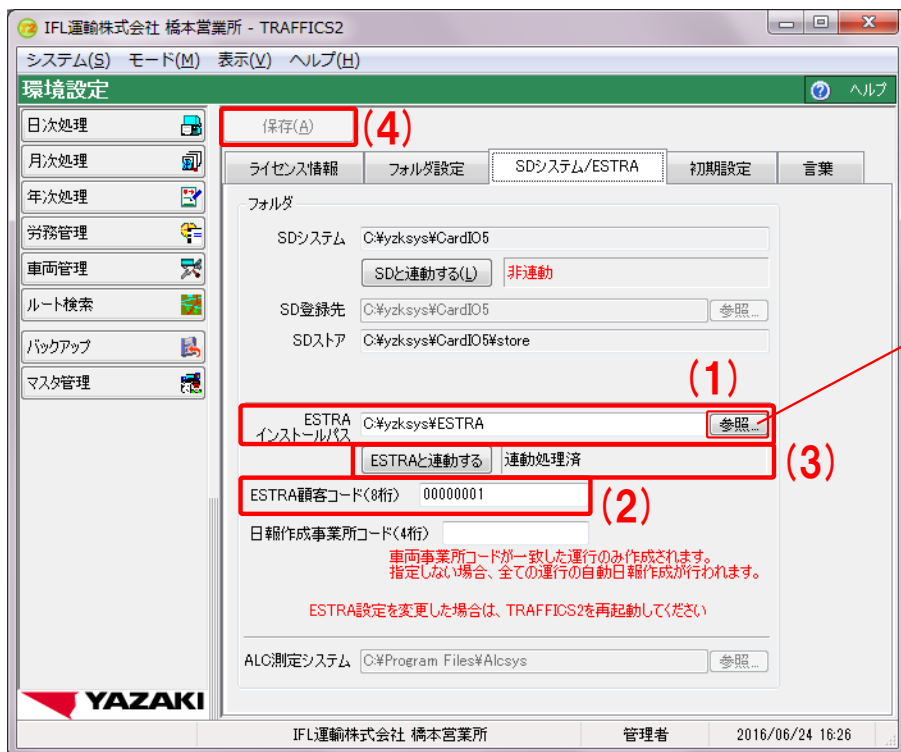 IFL運輸株式会社 橋本営業所 - TRAFFICS2
システム(S) モード(M) 表示(V) ヘルプ(H)
環境設定 ? ヘルプ
日次処理
月次処理
年次処理
労務管理
車両管理
ルート検索
バックアップ
マスタ管理
保存(A) (4)
ライセンス情報 フォルダ設定 SDシステム/ESTRA 初期設定 言葉
フォルダ
SDシステム C:¥yzksys¥CardIO5
SDと連動する(L) 非連動
SD登録先 C:¥yzksys¥CardIO5 参照...
SDストア C:¥yzksys¥CardIO5¥store
(1)
ESTRA
インストールパス C:¥yzksys¥ESTRA 参照...
ESTRAと連動する 連動処理済 (3)
ESTRA顧客コード(8桁) 00000001 (2)
日報作成事業所コード(4桁)
車両事業所コードが一致した運行のみ作成されます。
指定しない場合、全ての運行の自動日報作成が行われます。
ESTRA設定を変更した場合は、TRAFFICS2を再起動してください
ALC測定システム C:¥Program Files¥Alcsys 参照...
YAZAKI
IFL運輸株式会社 橋本営業所 管理者 2016/06/24 16:26